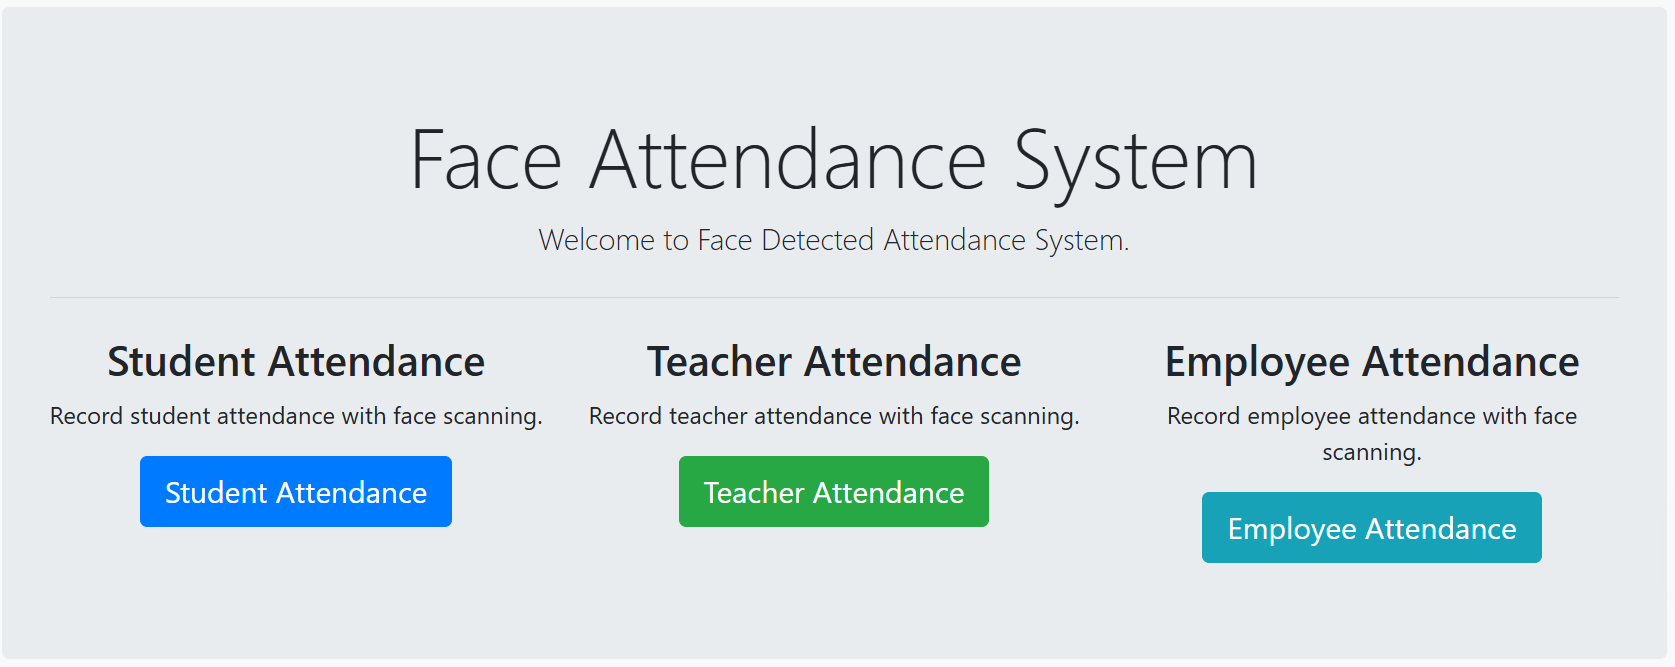 Face Attendance System
Welcome to Face Detected Attendance System.
Student Attendance
Record student attendance with face scanning.
Student Attendance
Teacher Attendance
Record teacher attendance with face scanning.
Teacher Attendance
Employee Attendance
Record employee attendance with face
scanning.
Employee Attendance